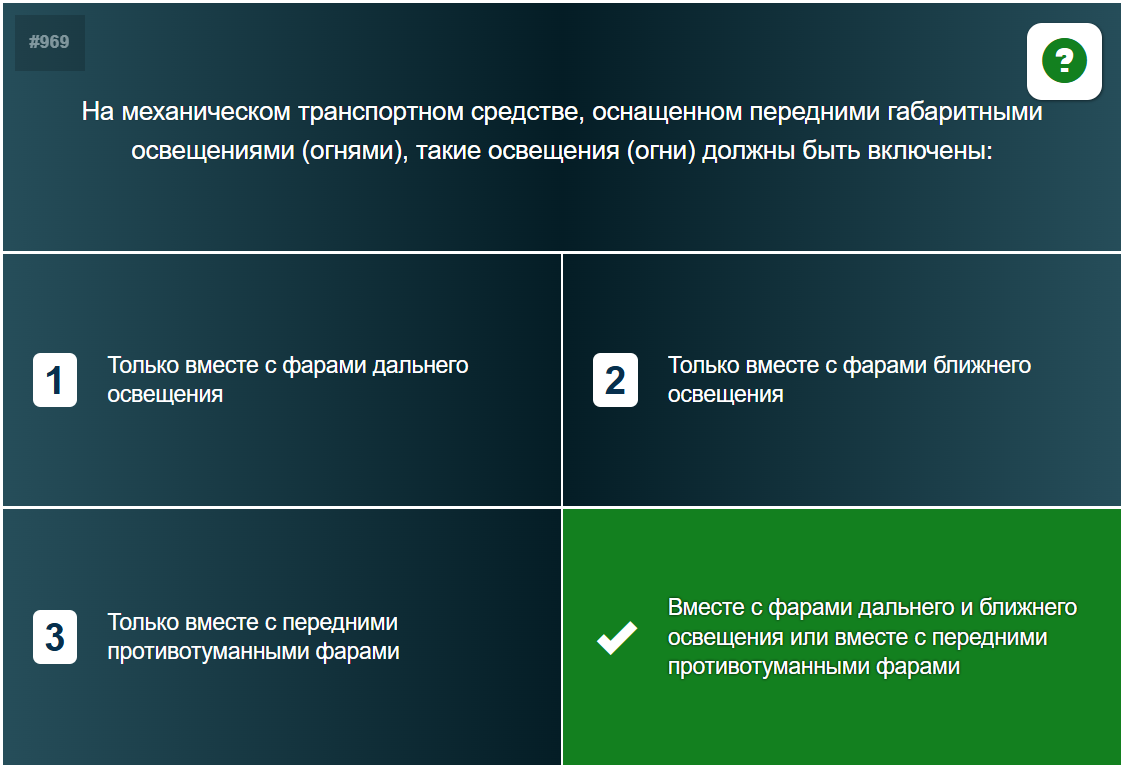 #969
?
На механическом транспортном средстве, оснащенном передними габаритными
освещениями (огнями), такие освещения (огни) должны быть включены:
1
Только вместе с фарами дальнего
освещения
2
Только вместе с фарами ближнего
освещения
3
Только вместе с передними
противотуманными фарами
Вместе с фарами дальнего и ближнего
освещения или вместе с передними
противотуманными фарами